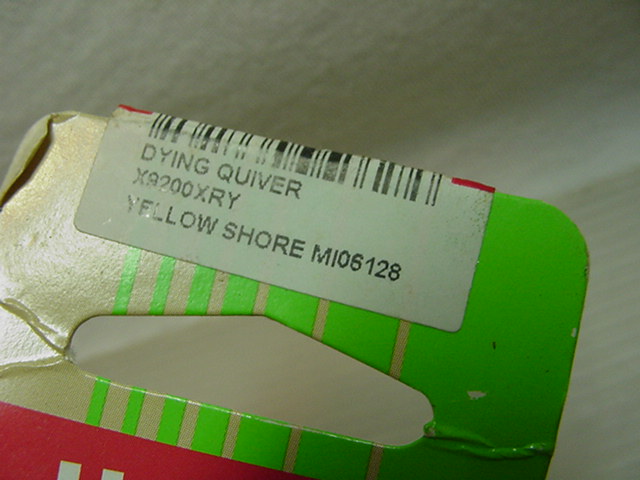 DYING QUIVER
X9200XRY
YELLOW SHORE MI06128